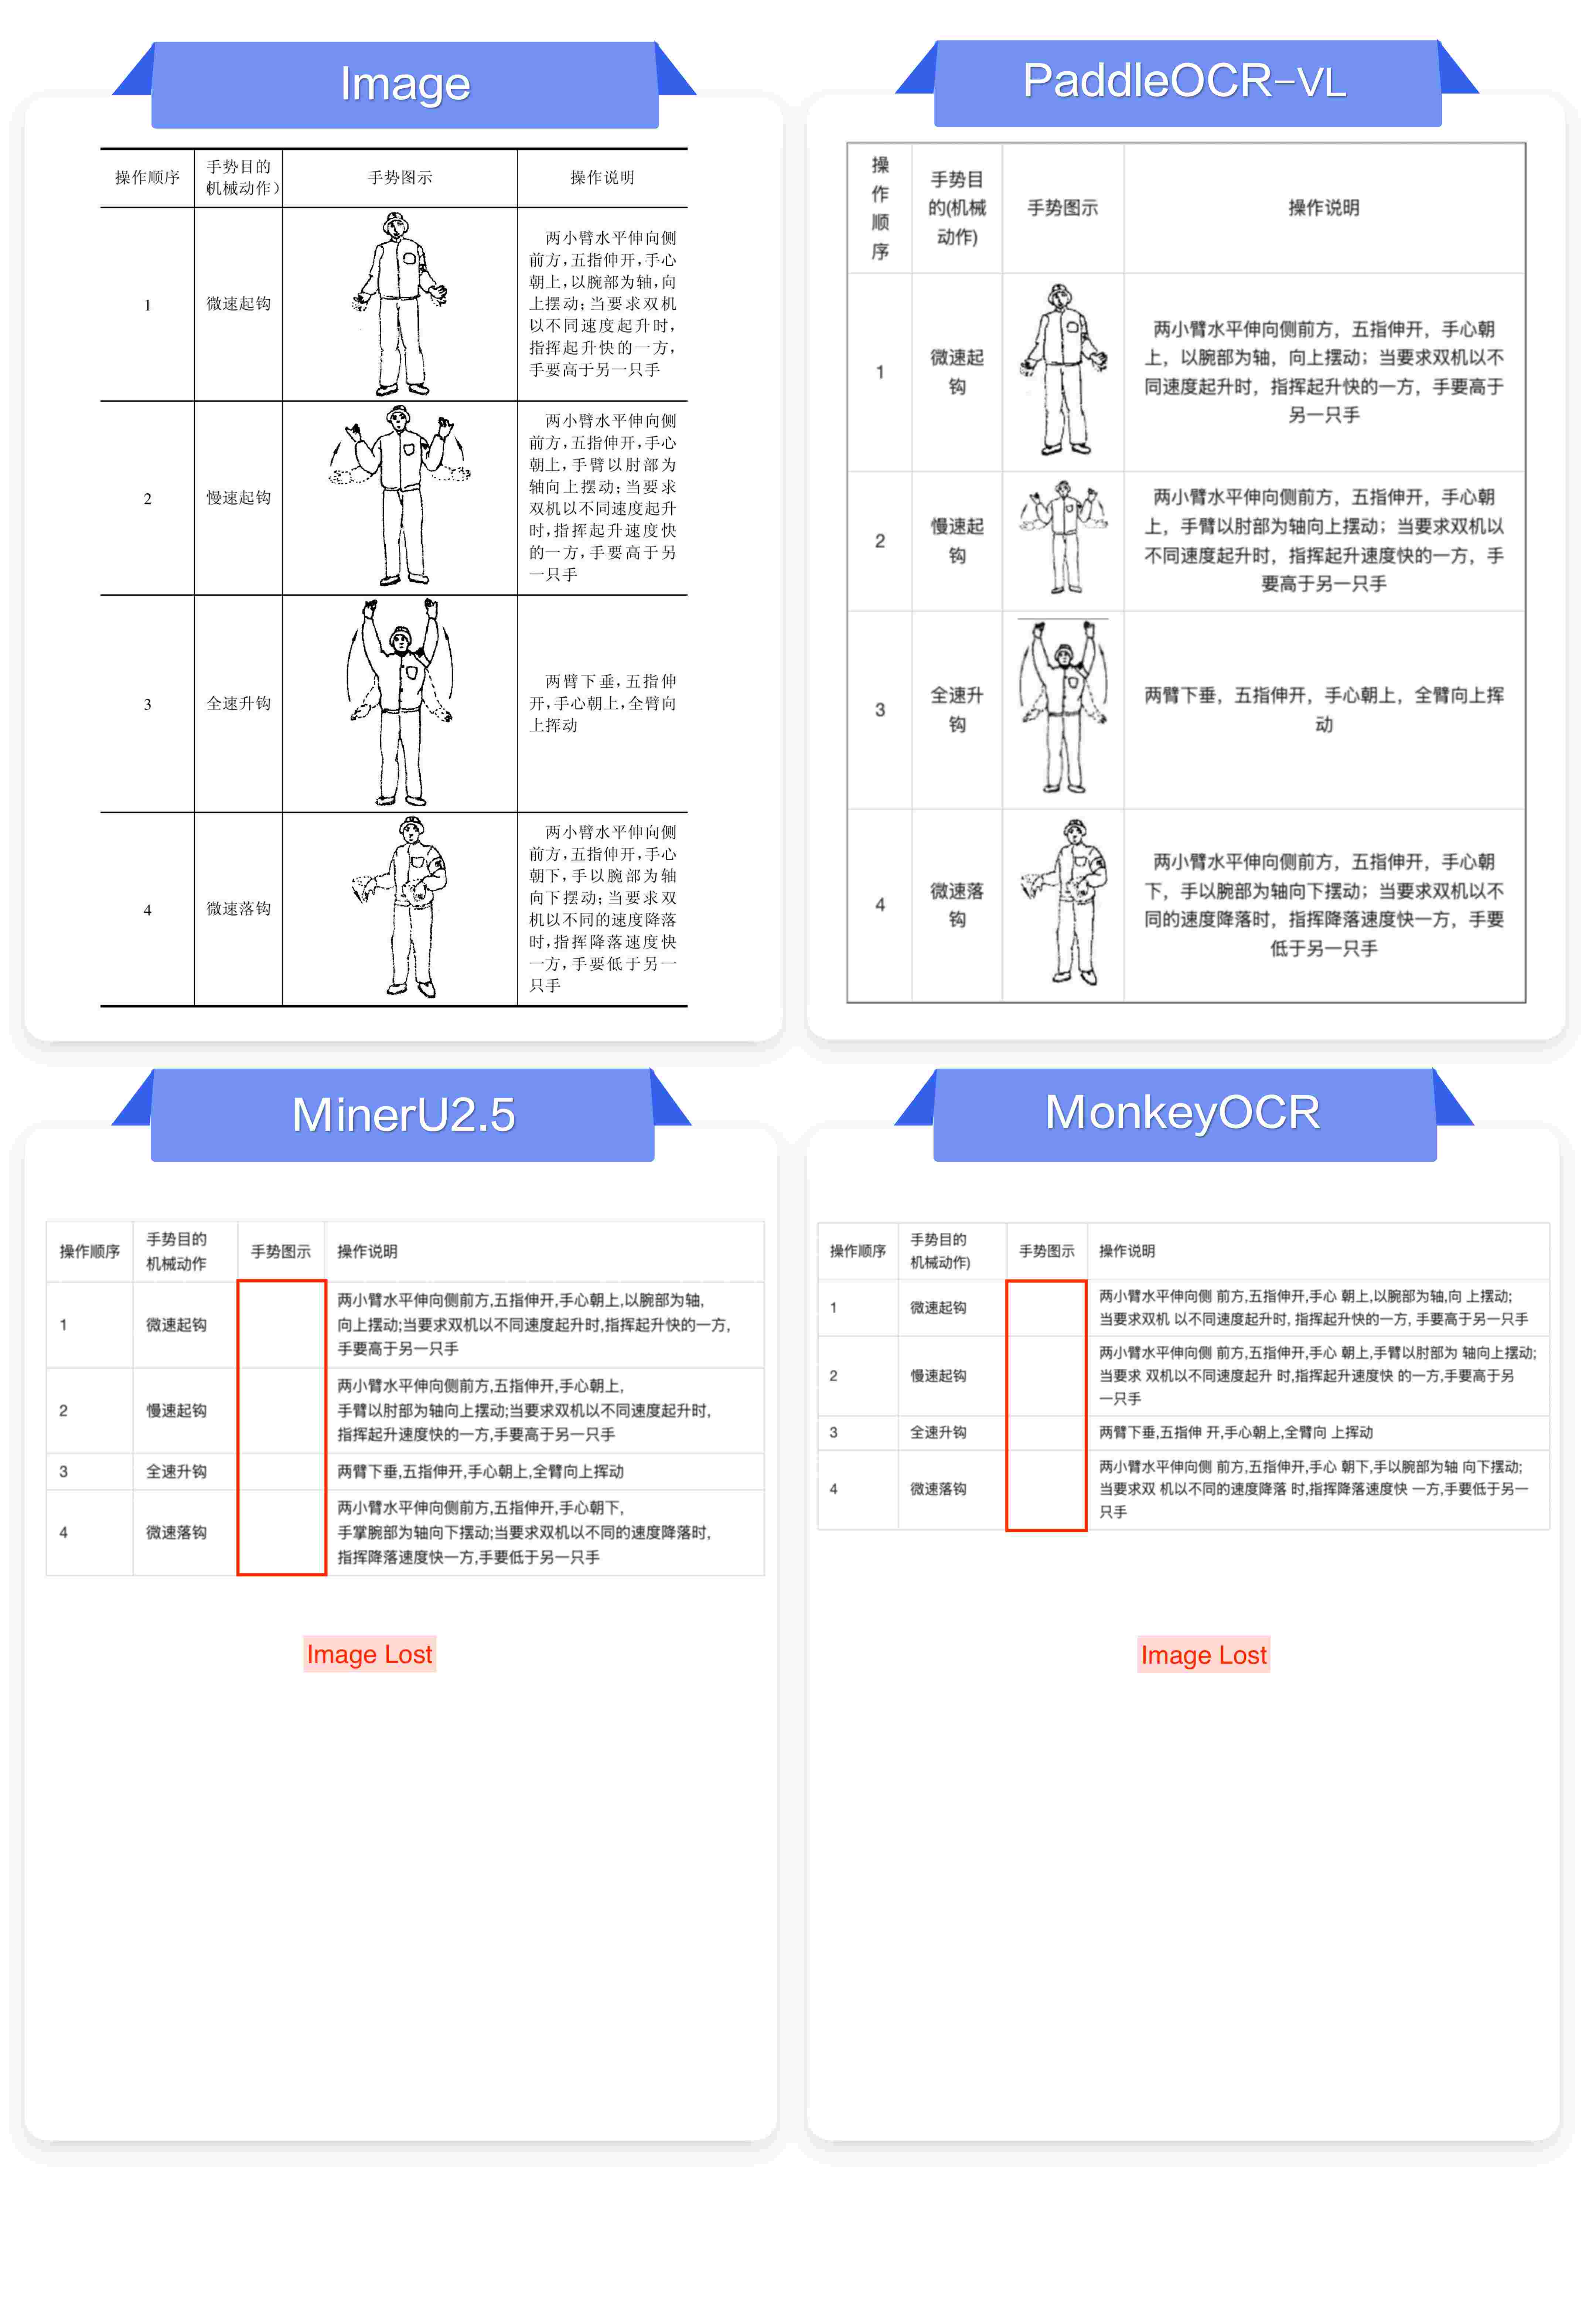 Image
操作顺序
手势目的
机械动作）
手势图示
操作说明
1
微速起钩
两小臂水平伸向侧
前方,五指伸开,手心
朝上,以腕部为轴,向
上摆动;当要求双机
以不同速度起升时,
指挥起升快的一方,
手要高于另一只手
2
慢速起钩
两小臂水平伸向侧
前方,五指伸开,手心
朝上,手臂以肘部为
轴向上摆动;当要求
双机以不同速度起升
时,指挥起升速度快
的一方,手要高于另
一只手
3
全速升钩
两臂下垂,五指伸
开,手心朝上,全臂向
上挥动
4
微速落钩
两小臂水平伸向侧
前方,五指伸开,手心
朝下,手以腕部为轴
向下摆动;当要求双
机以不同的速度降落
时,指挥降落速度快
一方,手要低于另一
只手
PaddleOCR-VL
操
作
顺
序
手势目
的(机械
动作)
手势图示
操作说明
1
微速起
钩
两小臂水平伸向侧前方，五指伸开，手心朝
上，以腕部为轴，向上摆动；当要求双机以不
同速度起升时，指挥起升快的一方，手要高于
另一只手
2
慢速起
钩
两小臂水平伸向侧前方，五指伸开，手心朝
上，手臂以肘部为轴向上摆动；当要求双机以
不同速度起升时，指挥起升速度快的一方，手
要高于另一只手
3
全速升
钩
两臂下垂，五指伸开，手心朝上，全臂向上挥
动
4
微速落
钩
两小臂水平伸向侧前方，五指伸开，手心朝
下，手以腕部为轴向下摆动；当要求双机以不
同的速度降落时，指挥降落速度快一方，手要
低于另一只手
MinerU2.5
操作顺序
手势目的
机械动作
手势图示
操作说明
1
微速起钩
两小臂水平伸向侧前方,五指伸开,手心朝上,以腕部为轴,
向上摆动;当要求双机以不同速度起升时,指挥起升快的一方,
手要高于另一只手
2
慢速起钩
两小臂水平伸向侧前方,五指伸开,手心朝上,
手臂以肘部为轴向上摆动;当要求双机以不同速度起升时,
指挥起升速度快的一方,手要高于另一只手
3
全速升钩
两臂下垂,五指伸开,手心朝上,全臂向上挥动
4
微速落钩
两小臂水平伸向侧前方,五指伸开,手心朝下,
手掌腕部为轴向下摆动;当要求双机以不同的速度降落时,
指挥降落速度快一方,手要低于另一只手
Image Lost
MonkeyOCR
操作顺序
手势目的
机械动作)
手势图示
操作说明
1
微速起钩
两小臂水平伸向侧 前方,五指伸开,手心 朝上,以腕部为轴,向 上摆动;
当要求双机 以不同速度起升时, 指挥起升快的一方, 手要高于另一只手
2
慢速起钩
两小臂水平伸向侧 前方,五指伸开,手心 朝上,手臂以肘部为 轴向上摆动;
当要求 双机以不同速度起升 时,指挥起升速度快 的一方,手要高于另
一只手
3
全速升钩
两臂下垂,五指伸 开,手心朝上,全臂向 上挥动
4
微速落钩
两小臂水平伸向侧 前方,五指伸开,手心 朝下,手以腕部为轴 向下摆动;
当要求双 机以不同的速度降落 时,指挥降落速度快 一方,手要低于另一
只手
Image Lost